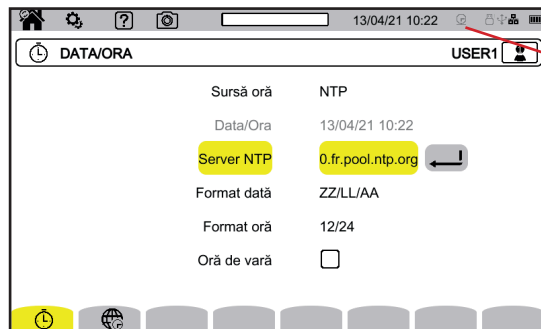 13/04/21 10:22
DATA/ORA USER1
Sursă oră NTP
Data/Ora 13/04/21 10:22
Server NTP 0.fr.pool.ntp.org
Format dată ZZ/LL/AA
Format oră 12/24
Oră de vară